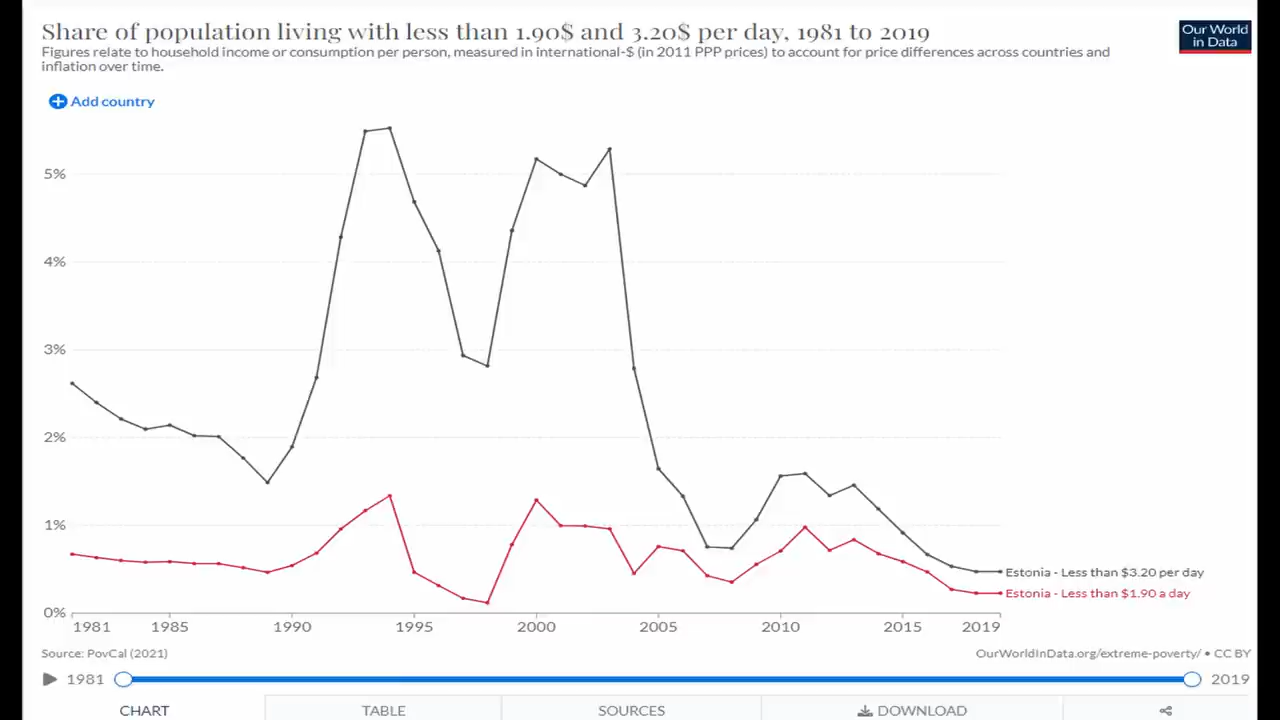 Share of population living with less than 1.90$ and 3.20$ per day, 1981 to 2019
Our World
in Data
Figures relate to household income or consumption per person, measured in international-$ (in 2011 PPP prices) to account for price differences across countries and
inflation over time.
Add country
5%
4%
3%
2%
1%
0%
Estonia - Less than $3.20 per day
Estonia - Less than $1.90 a day
1981 1985 1990 1995 2000 2005 2010 2015 2019
Source: PovCal (2021)
OurWorldInData.org/extreme-poverty/ • CC BY
1981 2019
CHART TABLE SOURCES DOWNLOAD